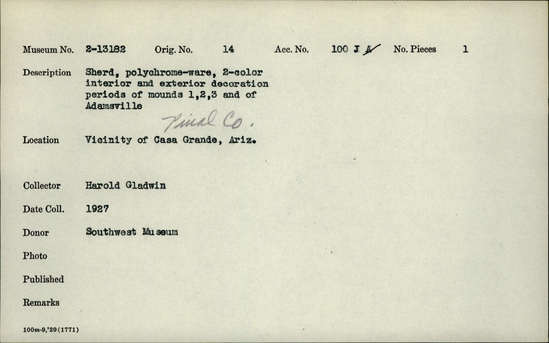 Museum No. 2-13182 Orig. No. 14 Acc. No. 100 J No. Pieces 1
Description Sherd, polychrome-ware, 2-color
interior and exterior decoration
periods of mounds 1,2,3 and of
Adamsville
Pinal Co.
Location Vicinity of Casa Grande, Ariz.
Collector Harold Gladwin
Date Coll. 1927
Donor Southwest Museum
Photo
Published
Remarks
100m-9,'29(1771)